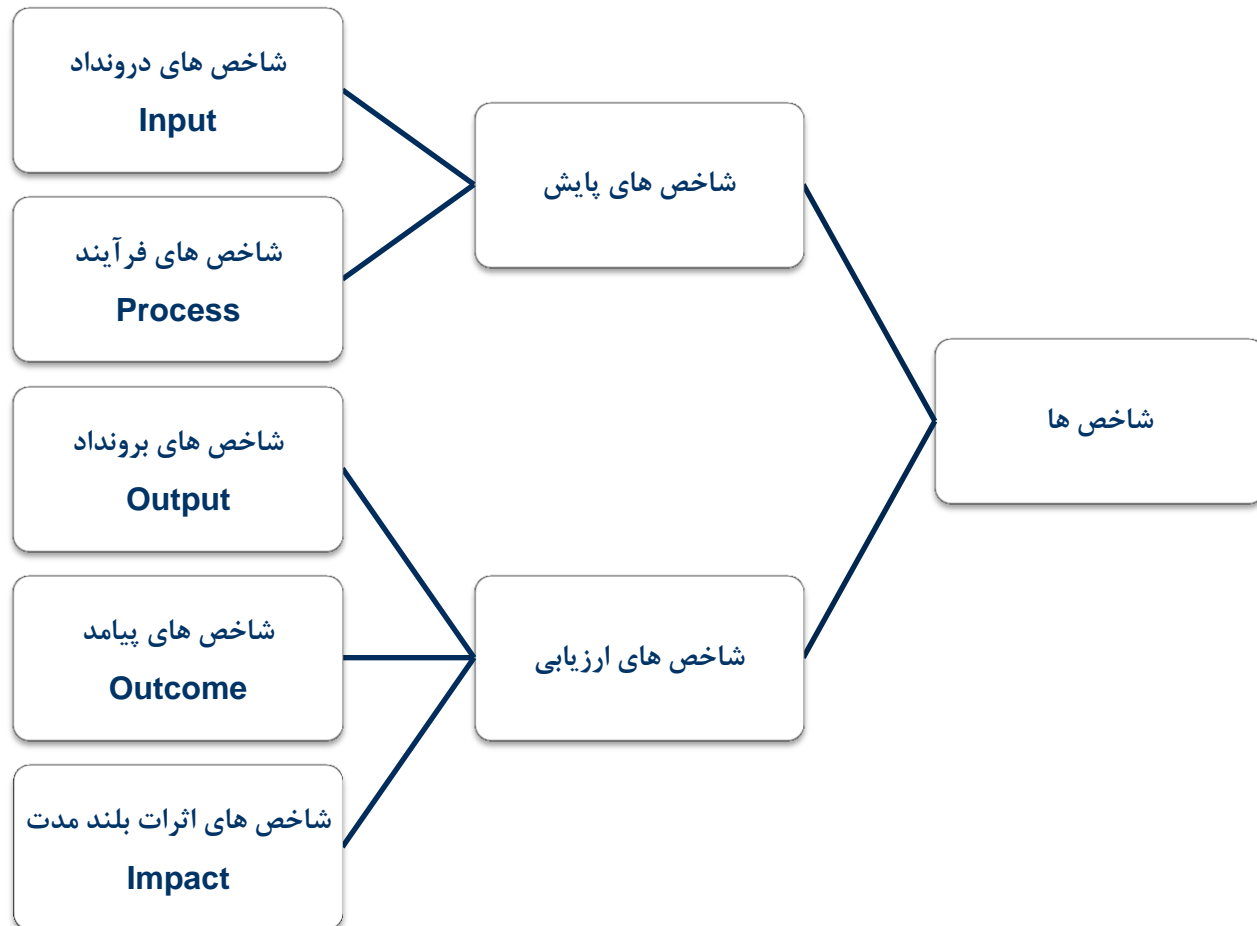 شاخص ها
شاخص های پایش
شاخص های درونداد
Input
شاخص های فرآیند
Process
شاخص های ارزیابی
شاخص های برونداد
Output
شاخص های پیامد
Outcome
شاخص های اثرات بلند مدت
Impact